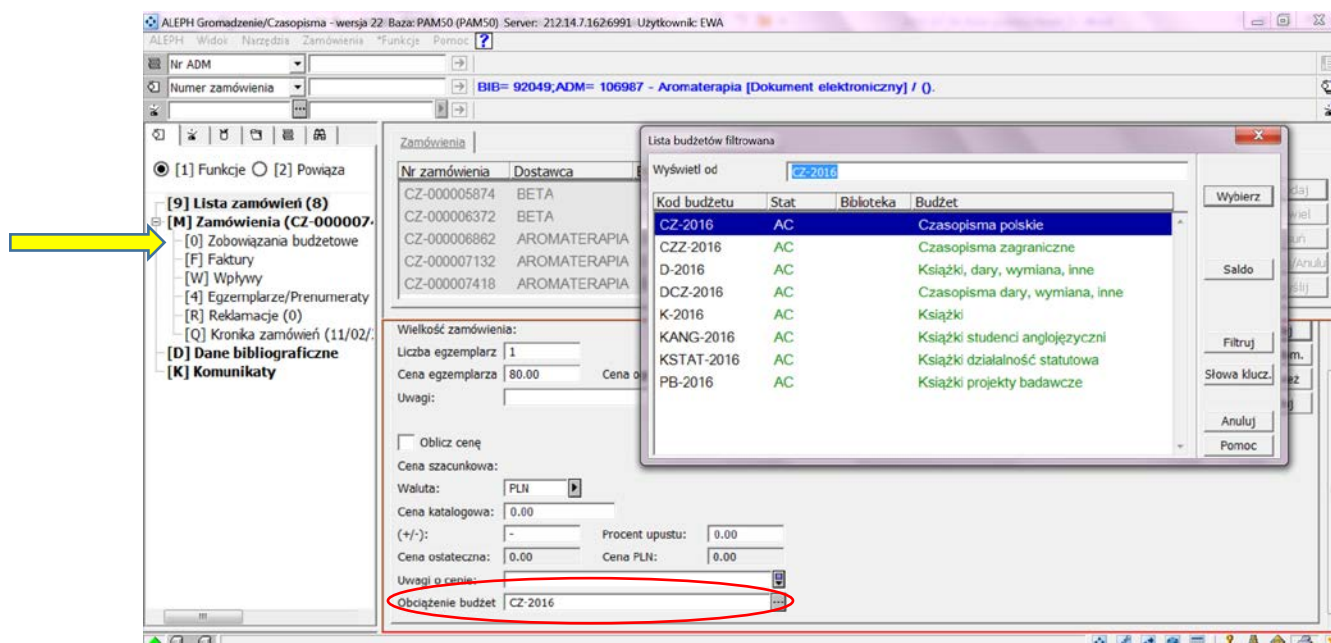 ALEPH Gromadzenie/Czasopisma - wersja 22 Baza: PAM50 (PAM50) Server: 212.14.7.162:6991 Użytkownik: EWA
ALEPH Widok Narzędzia Zamówienia *Funkcje Pomoc ?
Nr ADM
Numer zamówienia BIB= 92049;ADM= 106987 - Aromaterapia [Dokument elektroniczny] / ().
[1] Funkcje [2] Powiąza
[9] Lista zamówień (8)
[M] Zamówienia (CZ-0000074
[0] Zobowiązania budżetowe
[F] Faktury
[W] Wpływy
[4] Egzemplarze/Prenumeraty
[R] Reklamacje (0)
[Q] Kronika zamówień (11/02/
[D] Dane bibliograficzne
[K] Komunikaty
Zamówienia
Nr zamówienia Dostawca
CZ-000005874 BETA
CZ-000006372 BETA
CZ-000006862 AROMATERAPIA
CZ-000007132 AROMATERAPIA
CZ-000007418 AROMATERAPIA
Wielkość zamówienia:
Liczba egzemplarz 1
Cena egzemplarza 80.00 Cena o
Uwagi:
Oblicz cenę
Cena szacunkowa:
Waluta: PLN
Cena katalogowa: 0.00
(+/-): - Procent upustu: 0.00
Cena ostateczna: 0.00 Cena PLN: 0.00
Uwagi o cenie:
Obciążenie budżet CZ-2016
Lista budżetów filtrowana
Wyświetl od CZ-2016
Kod budżetu Stat Biblioteka Budżet
CZ-2016 AC Czasopisma polskie
CZZ-2016 AC Czasopisma zagraniczne
D-2016 AC Książki, dary, wymiana, inne
DCZ-2016 AC Czasopisma dary, wymiana, inne
K-2016 AC Książki
KANG-2016 AC Książki studenci anglojęzyczni
KSTAT-2016 AC Książki działalność statutowa
PB-2016 AC Książki projekty badawcze
Wybierz
Saldo
Filtruj
Słowa klucz.
Anuluj
Pomoc